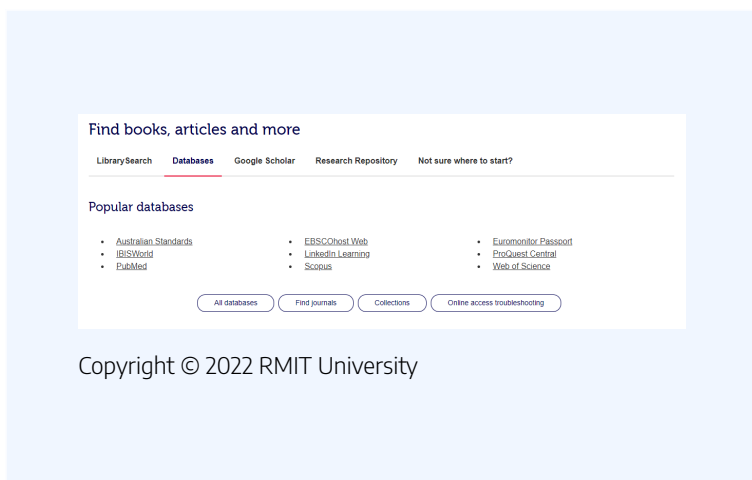 Find books, articles and more
LibrarySearch Databases Google Scholar Research Repository Not sure where to start?
Popular databases
• Australian Standards
• IBISWorld
• PubMed
• EBSCOhost Web
• LinkedIn Learning
• Scopus
• Euromonitor Passport
• ProQuest Central
• Web of Science
All databases Find journals Collections Online access troubleshooting
Copyright © 2022 RMIT University